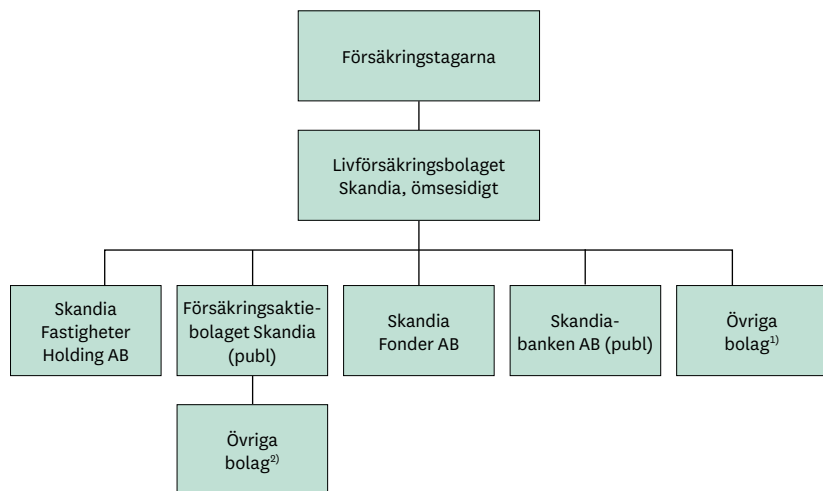 Försäkringstagarna
Livförsäkringsbolaget
Skandia, ömsesidigt
Skandia
Fastigheter
Holding AB
Försäkringsaktie-
bolaget Skandia
(publ)
Skandia
Fonder AB
Skandia-
banken AB (publ)
Övriga
bolag1)
Övriga
bolag2)